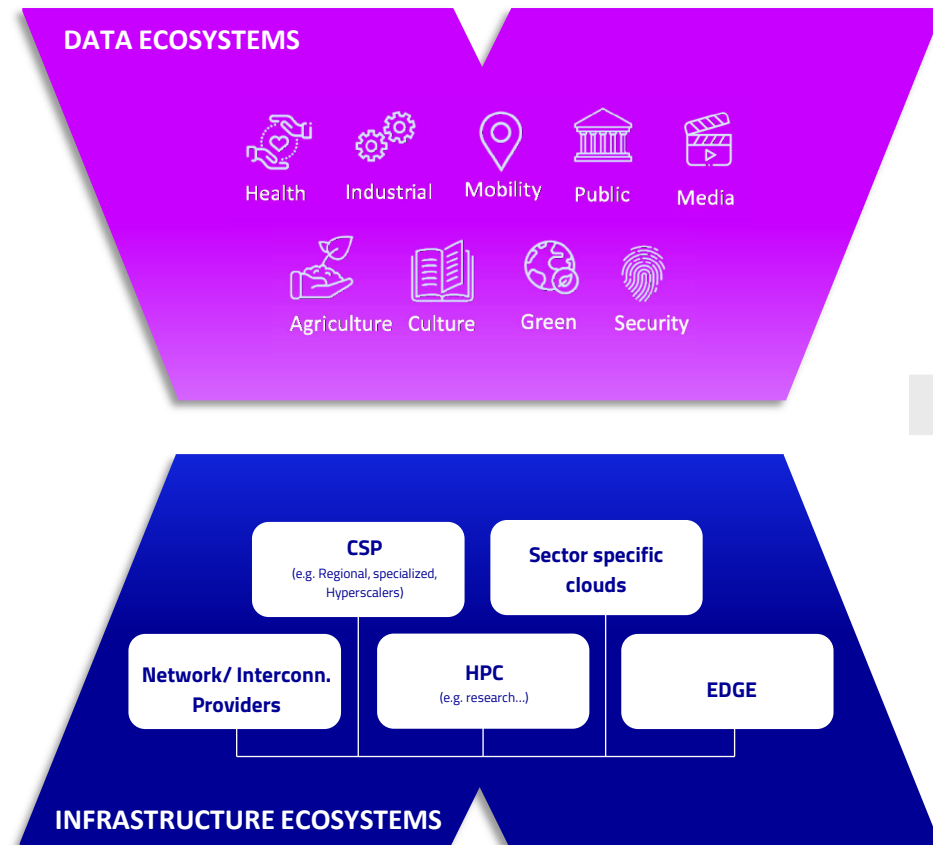 DATA ECOSYSTEMS
Health
Industrial
Mobility
Public
Media
Agriculture
Culture
Green
Security
CSP
(e.g. Regional, specialized,
Hyperscalers)
Sector specific
clouds
Network/ Interconn.
Providers
HPC
(e.g. research...)
EDGE
INFRASTRUCTURE ECOSYSTEMS